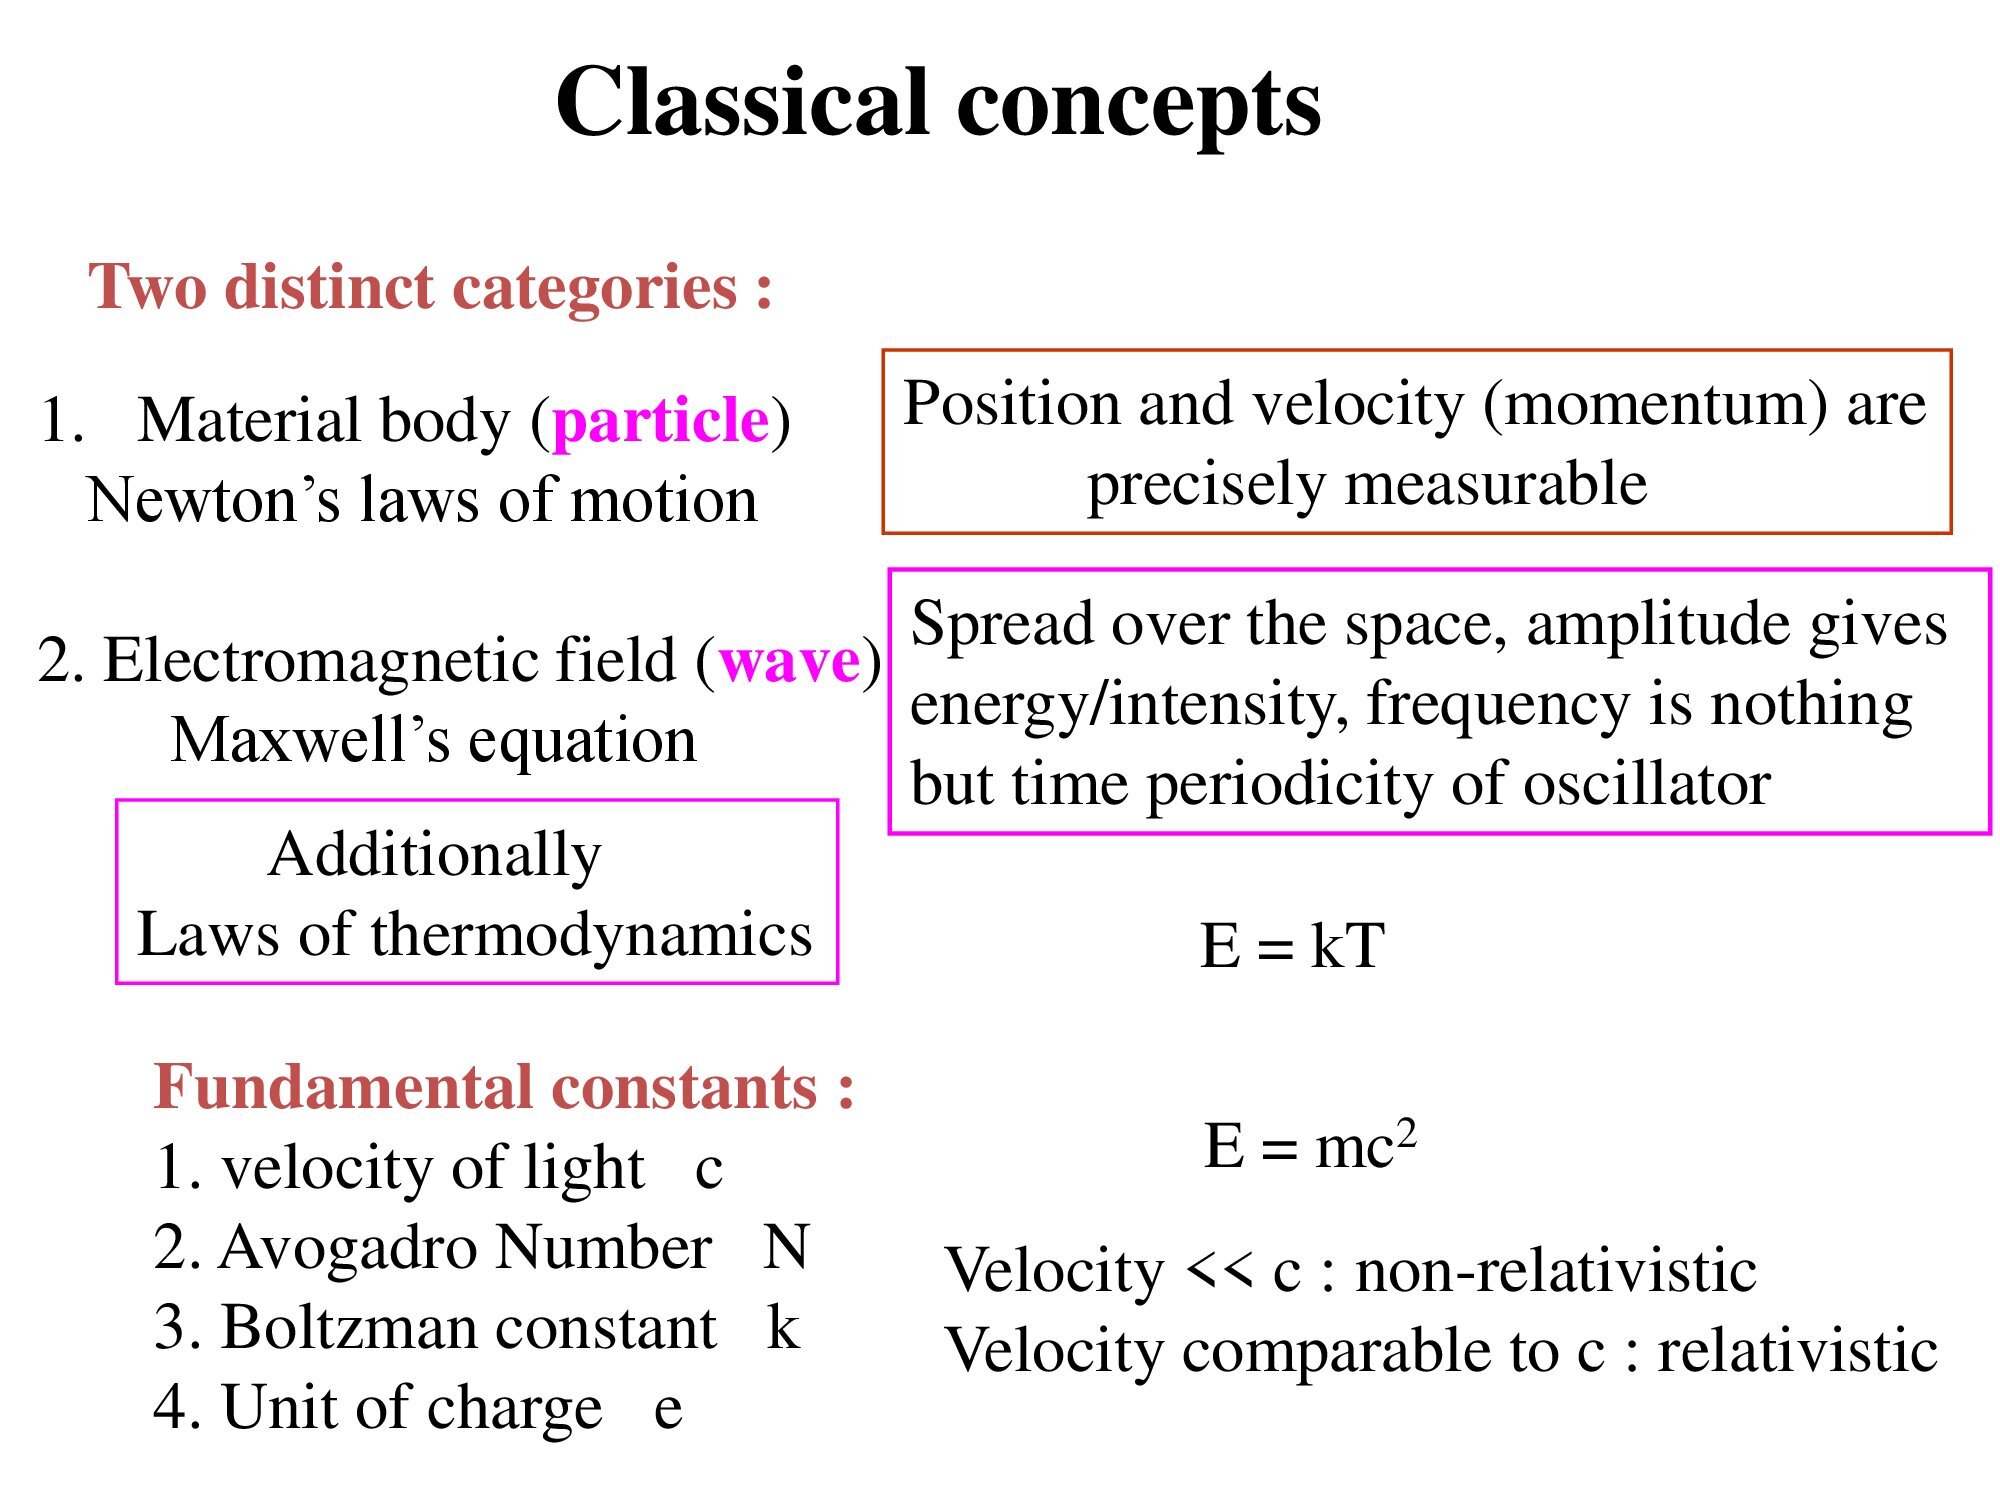 Classical concepts
Two distinct categories :
1. Material body (particle)
Newton’s laws of motion
Position and velocity (momentum) are
precisely measurable
2. Electromagnetic field (wave)
Maxwell’s equation
Spread over the space, amplitude gives
energy/intensity, frequency is nothing
but time periodicity of oscillator
Additionally
Laws of thermodynamics
E = kT
Fundamental constants :
1. velocity of light c
2. Avogadro Number N
3. Boltzman constant k
4. Unit of charge e
E = mc²
Velocity << c : non-relativistic
Velocity comparable to c : relativistic